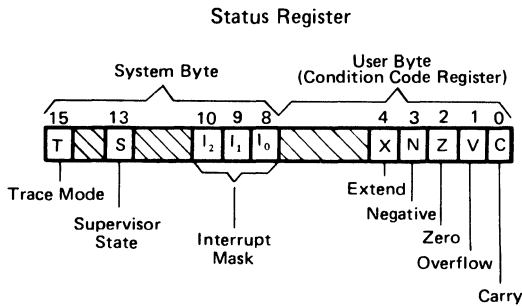 Status Register
System Byte
User Byte
(Condition Code Register)
15 13 10 9 8 4 3 2 1 0
T S I₂ I₁ I₀ X N Z V C
Trace Mode
Supervisor
State
Interrupt
Mask
Extend
Negative
Zero
Overflow
Carry